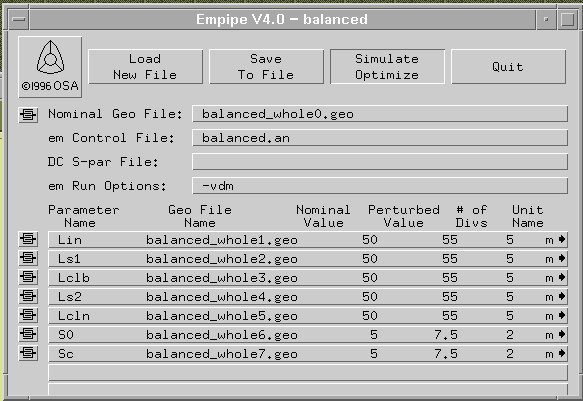 Empipe V4.0 – balanced
©1996 OSA
Load New File
Save To File
Simulate Optimize
Quit
Nominal Geo File: balanced_whole0.geo
em Control File: balanced.an
DC S-par File:
em Run Options: -vdm
Parameter Name Geo File Name Nominal Value Perturbed Value # of Divs Unit Name
Lin balanced_whole1.geo 50 55 5 m
Ls1 balanced_whole2.geo 50 55 5 m
Lclb balanced_whole3.geo 50 55 5 m
Ls2 balanced_whole4.geo 50 55 5 m
Lcln balanced_whole5.geo 50 55 5 m
S0 balanced_whole6.geo 5 7.5 2 m
Sc balanced_whole7.geo 5 7.5 2 m